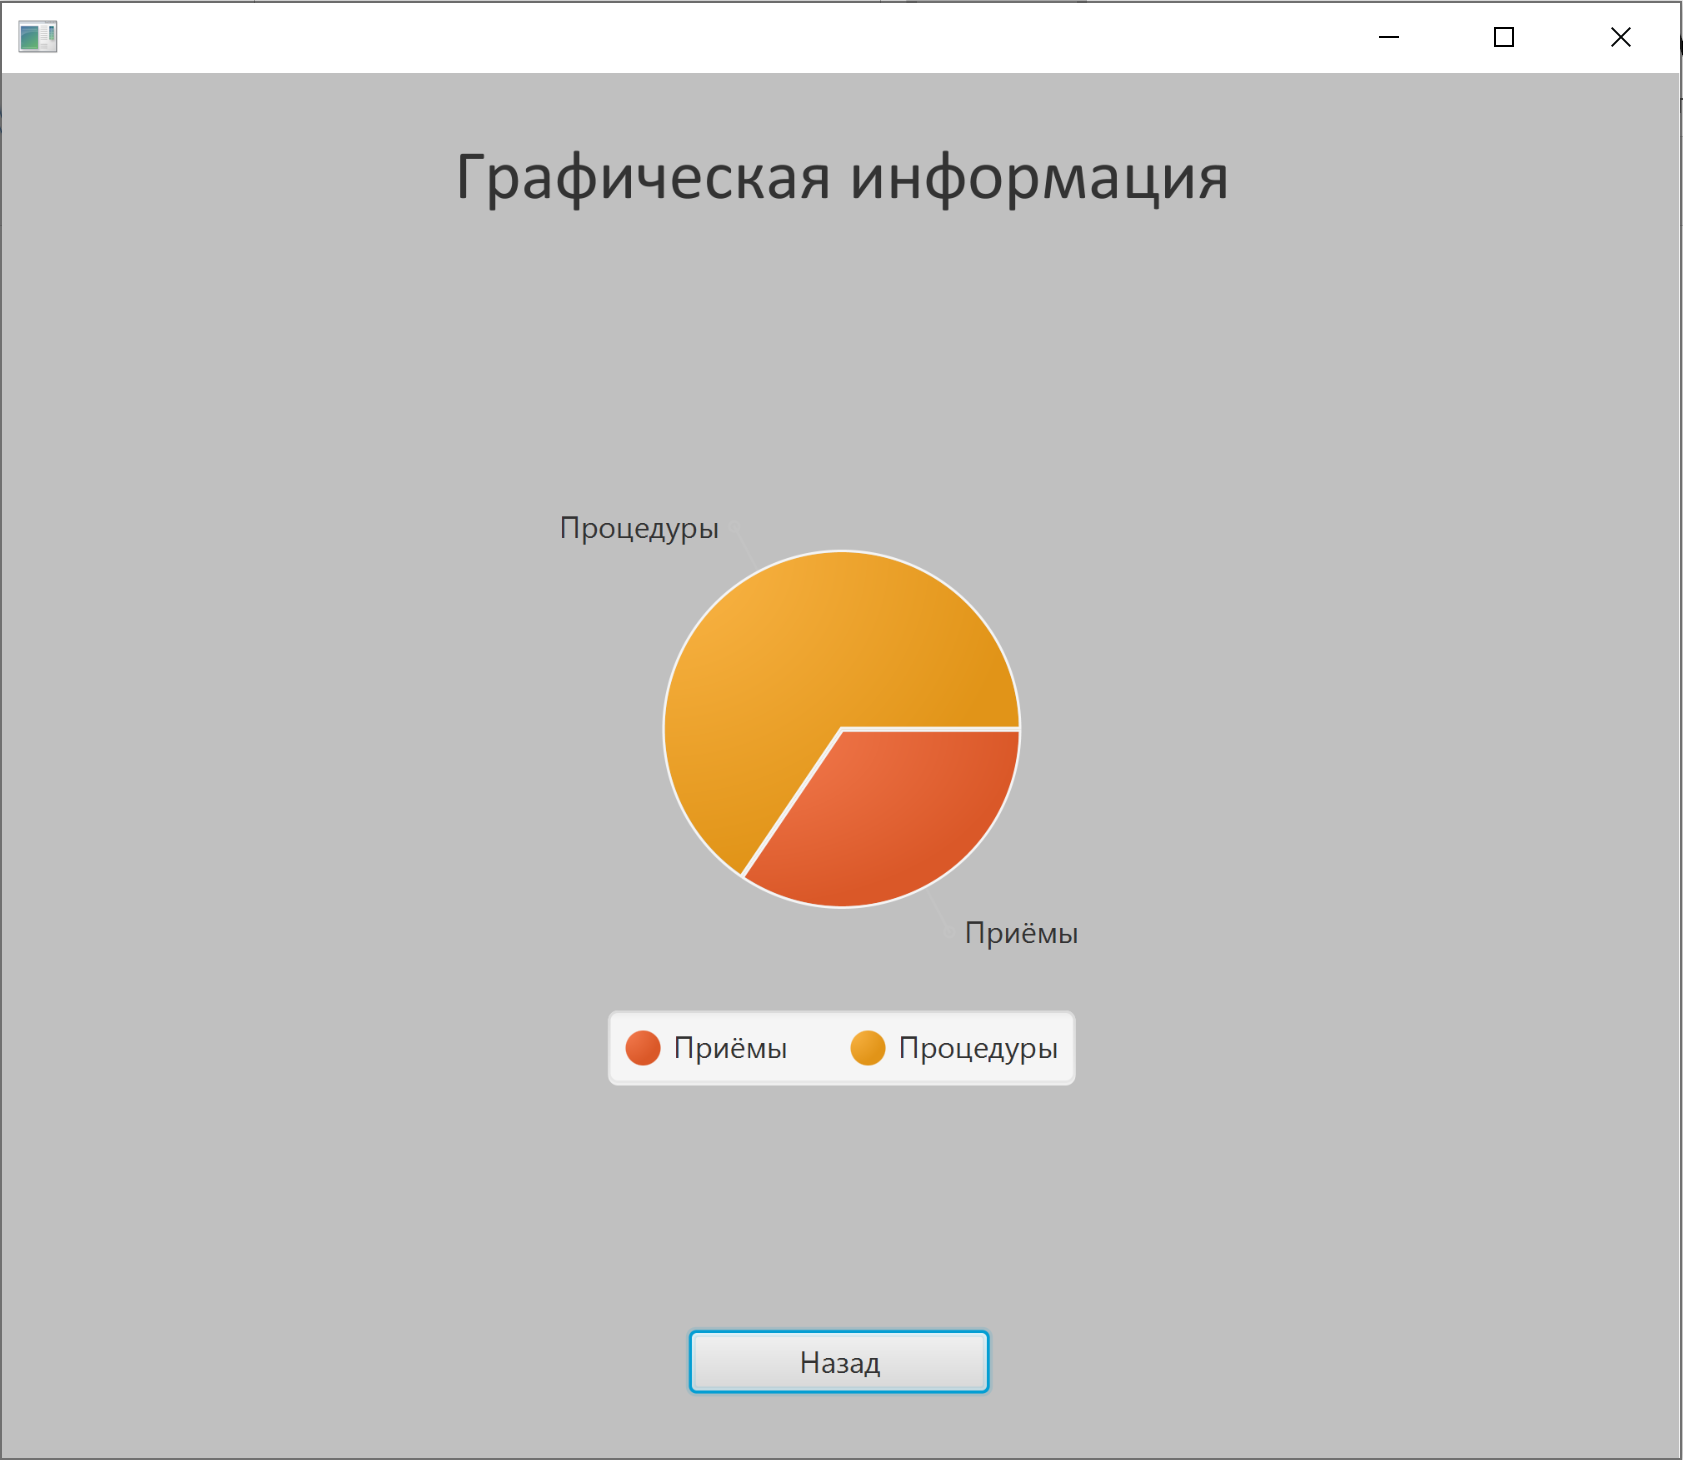 Графическая информация
Процедуры
Приёмы
Приёмы
Процедуры
Назад